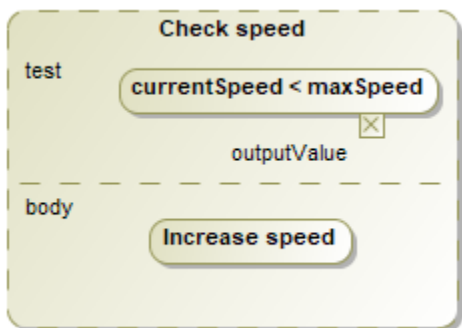 Check speed
test
currentSpeed < maxSpeed
outputValue
body
Increase speed